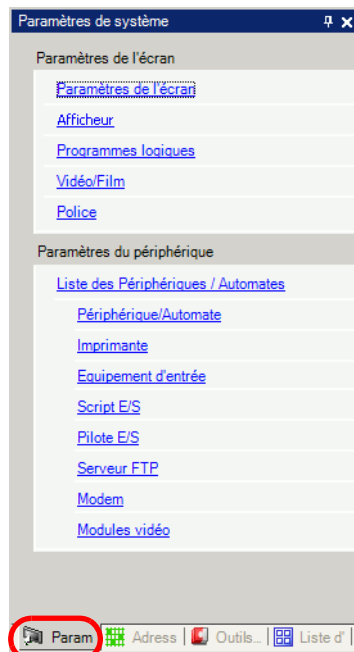 Paramètres de système
Paramètres de l'écran
Paramètres de l'écran
Afficheur
Programmes logiques
Vidéo/Film
Police
Paramètres du périphérique
Liste des Périphériques / Automates
Périphérique/Automate
Imprimante
Equipement d'entrée
Script E/S
Pilote E/S
Serveur FTP
Modem
Modules vidéo
Param Adress Outils... Liste d'